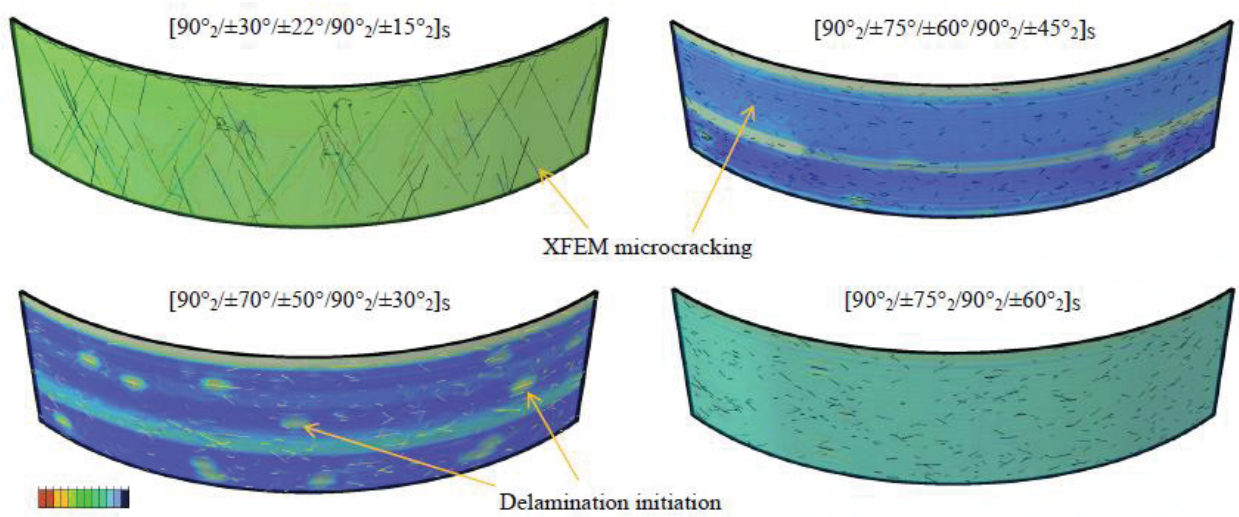 [90°₂/±30°/±22°/90°₂/±15°₂]s
[90°₂/±75°/±60°/90°₂/±45°₂]s
XFEM microcracking
[90°₂/±70°/±50°/90°₂/±30°₂]s
[90°₂/±75°₂/90°₂/±60°₂]s
Delamination initiation